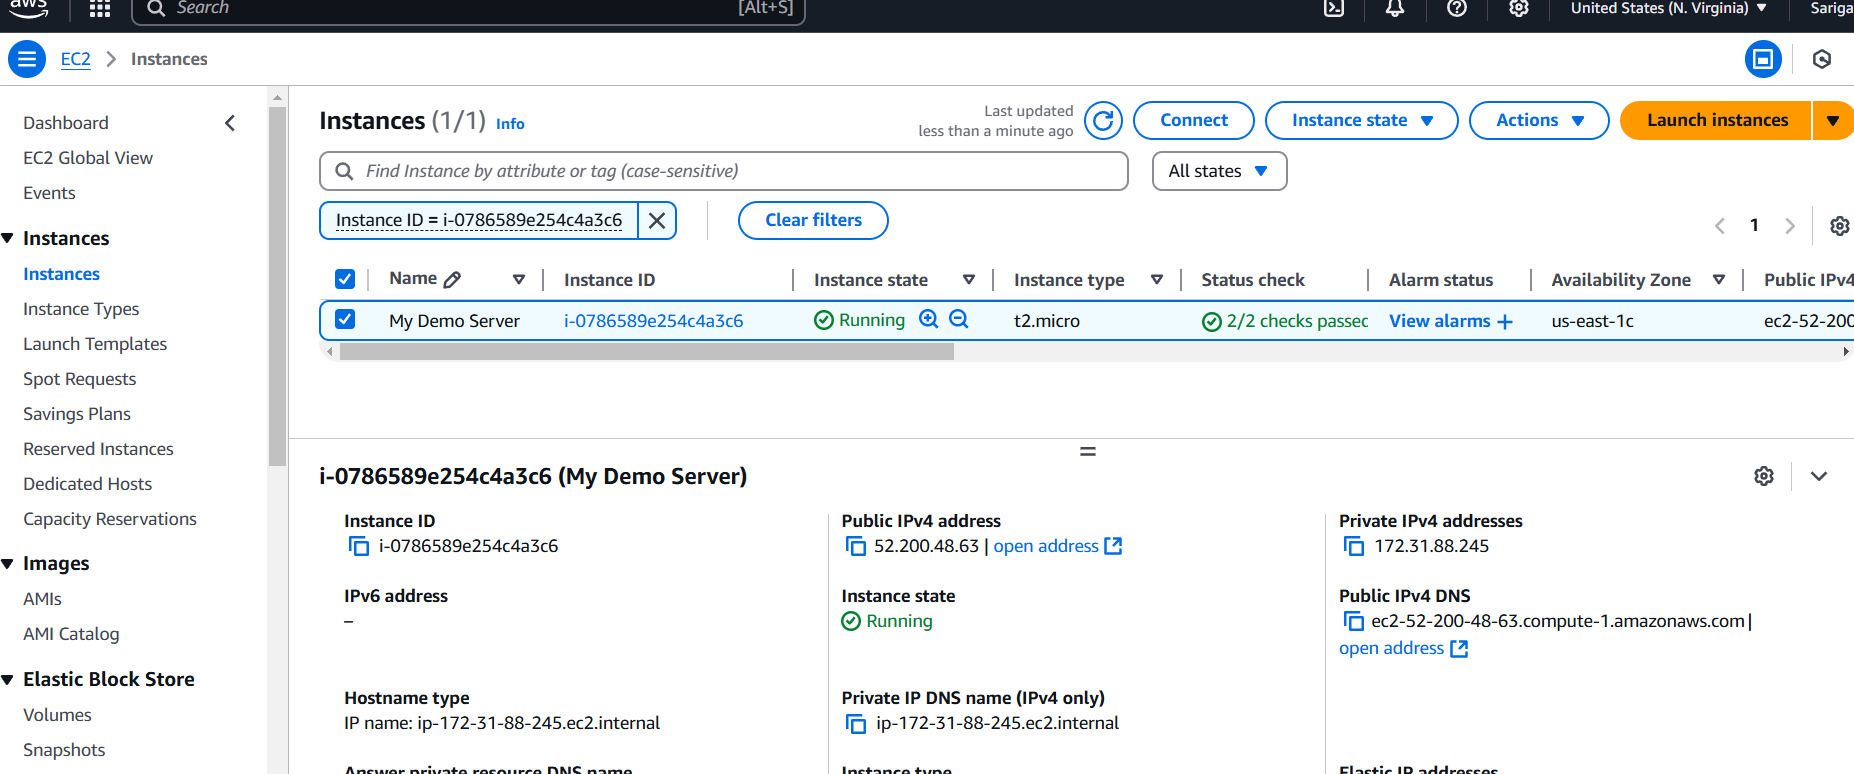 aws Search [Alt+S] United States (N. Virginia) Sariga
EC2 Instances
Dashboard
EC2 Global View
Events
Instances
Instances
Instance Types
Launch Templates
Spot Requests
Savings Plans
Reserved Instances
Dedicated Hosts
Capacity Reservations
Images
AMIs
AMI Catalog
Elastic Block Store
Volumes
Snapshots
Instances (1/1) Info
Last updated
less than a minute ago
Connect Instance state Actions Launch instances
Find Instance by attribute or tag (case-sensitive) All states
Instance ID = i-0786589e254c4a3c6 Clear filters
1
Name Instance ID Instance state Instance type Status check Alarm status Availability Zone Public IPv4
My Demo Server i-0786589e254c4a3c6 Running t2.micro 2/2 checks passed View alarms + us-east-1c ec2-52-200
i-0786589e254c4a3c6 (My Demo Server)
Instance ID
i-0786589e254c4a3c6
Public IPv4 address
52.200.48.63 | open address
Private IPv4 addresses
172.31.88.245
IPv6 address
–
Instance state
Running
Public IPv4 DNS
ec2-52-200-48-63.compute-1.amazonaws.com |
open address
Hostname type
IP name: ip-172-31-88-245.ec2.internal
Private IP DNS name (IPv4 only)
ip-172-31-88-245.ec2.internal
Answer private resource DNS name
Instance type
Elastic IP addresses